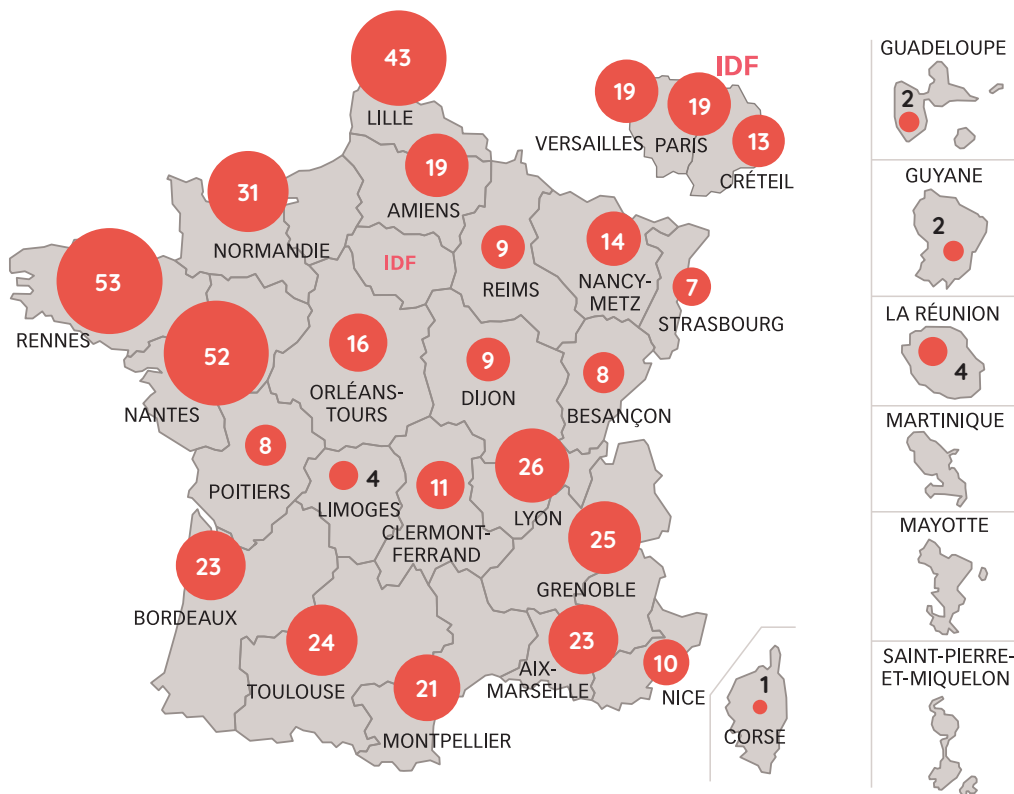 43
LILLE
IDF
19
VERSAILLES
19
PARIS
13
CRÉTEIL
19
AMIENS
31
NORMANDIE
IDF
9
REIMS
14
NANCY-
METZ
7
STRASBOURG
53
RENNES
52
NANTES
16
ORLÉANS-
TOURS
9
DIJON
8
BESANÇON
8
POITIERS
4
LIMOGES
11
CLERMONT-
FERRAND
26
LYON
25
GRENOBLE
23
BORDEAUX
24
TOULOUSE
21
MONTPELLIER
23
AIX-
MARSEILLE
10
NICE
1
CORSE
GUADELOUPE
2
GUYANE
2
LA RÉUNION
4
MARTINIQUE
MAYOTTE
SAINT-PIERRE-
ET-MIQUELON